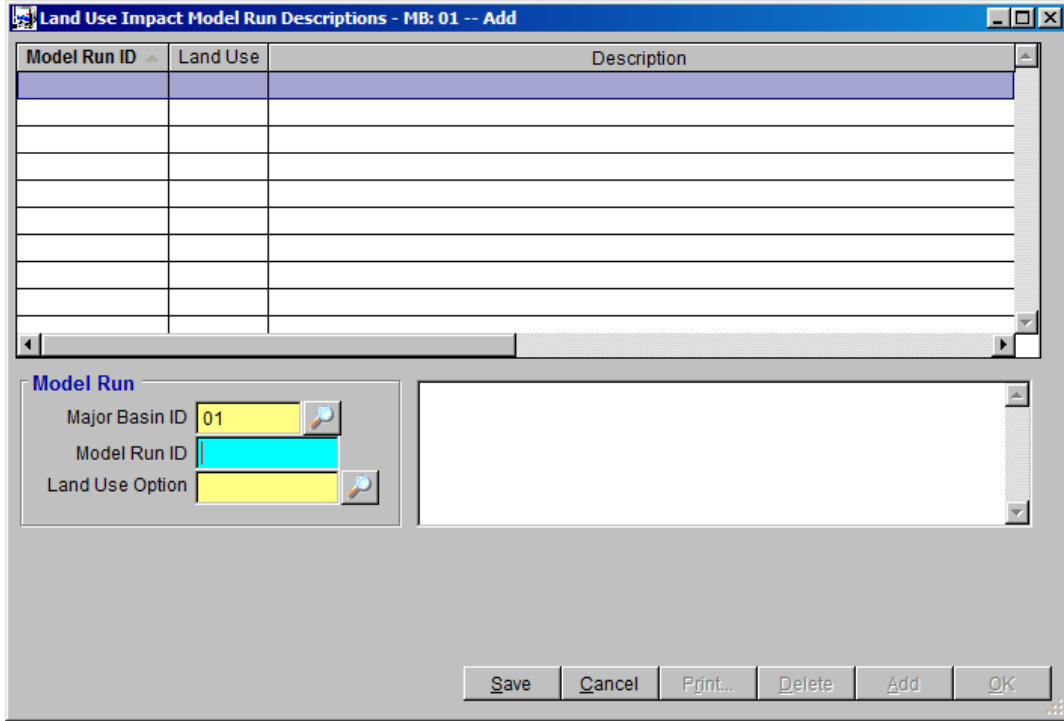 Land Use Impact Model Run Descriptions - MB: 01 -- Add
Model Run ID Land Use Description
Model Run
Major Basin ID 01
Model Run ID
Land Use Option
Save Cancel Print... Delete Add OK